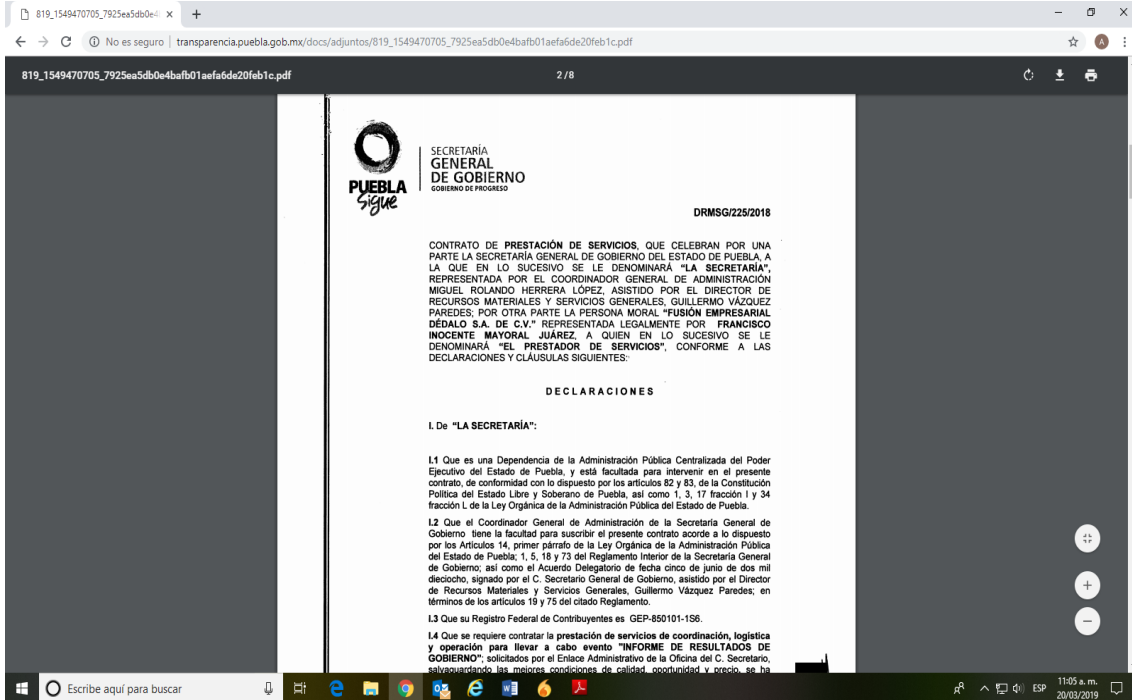 819_1549470705_7925ea5db0e4
No es seguro | transparencia.puebla.gob.mx/docs/adjuntos/819_1549470705_7925ea5db0e4bafb01aefa6de20feb1c.pdf
819_1549470705_7925ea5db0e4bafb01aefa6de20feb1c.pdf 2 / 8
PUEBLA
Sigue
SECRETARÍA
GENERAL
DE GOBIERNO
GOBIERNO DE PROGRESO
DRMSG/225/2018
CONTRATO DE PRESTACIÓN DE SERVICIOS, QUE CELEBRAN POR UNA
PARTE LA SECRETARÍA GENERAL DE GOBIERNO DEL ESTADO DE PUEBLA, A
LA QUE EN LO SUCESIVO SE LE DENOMINARÁ "LA SECRETARÍA",
REPRESENTADA POR EL COORDINADOR GENERAL DE ADMINISTRACIÓN
MIGUEL ROLANDO HERRERA LÓPEZ, ASISTIDO POR EL DIRECTOR DE
RECURSOS MATERIALES Y SERVICIOS GENERALES, GUILLERMO VÁZQUEZ
PAREDES; POR OTRA PARTE LA PERSONA MORAL "FUSIÓN EMPRESARIAL
DÉDALO S.A. DE C.V." REPRESENTADA LEGALMENTE POR FRANCISCO
INOCENTE MAYORAL JUÁREZ, A QUIEN EN LO SUCESIVO SE LE
DENOMINARÁ "EL PRESTADOR DE SERVICIOS", CONFORME A LAS
DECLARACIONES Y CLÁUSULAS SIGUIENTES:
DECLARACIONES
I. De "LA SECRETARÍA":
I.1 Que es una Dependencia de la Administración Pública Centralizada del Poder
Ejecutivo del Estado de Puebla, y está facultada para intervenir en el presente
contrato, de conformidad con lo dispuesto por los artículos 82 y 83, de la Constitución
Política del Estado Libre y Soberano de Puebla, así como 1, 3, 17 fracción I y 34
fracción L de la Ley Orgánica de la Administración Pública del Estado de Puebla.
I.2 Que el Coordinador General de Administración de la Secretaría General de
Gobierno tiene la facultad para suscribir el presente contrato acorde a lo dispuesto
por los Artículos 14, primer párrafo de la Ley Orgánica de la Administración Pública
del Estado de Puebla; 1, 5, 18 y 73 del Reglamento Interior de la Secretaría General
de Gobierno; así como el Acuerdo Delegatorio de fecha cinco de junio de dos mil
dieciocho, signado por el C. Secretario General de Gobierno, asistido por el Director
de Recursos Materiales y Servicios Generales, Guillermo Vázquez Paredes; en
términos de los artículos 19 y 75 del citado Reglamento.
I.3 Que su Registro Federal de Contribuyentes es GEP-850101-1S6.
I.4 Que se requiere contratar la prestación de servicios de coordinación, logística
y operación para llevar a cabo evento "INFORME DE RESULTADOS DE
GOBIERNO"; solicitados por el Enlace Administrativo de la Oficina del C. Secretario,
salvaguardando las mejores condiciones de calidad, oportunidad y precio, se ha
Escribe aquí para buscar
ESP
11:05 a. m.
20/03/2019